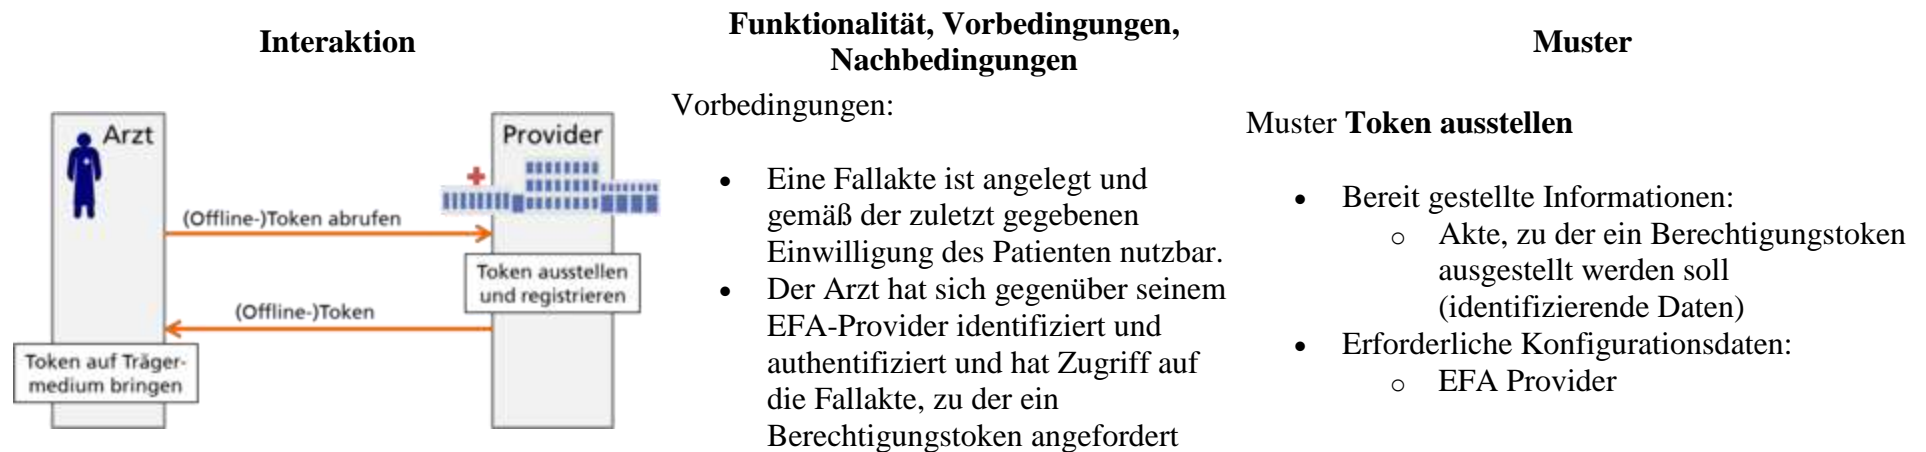 Interaktion
Funktionalität, Vorbedingungen,
Nachbedingungen
Muster
Arzt
Provider
(Offline-)Token abrufen
Token ausstellen
und registrieren
(Offline-)Token
Token auf Träger-
medium bringen
Vorbedingungen:
• Eine Fallakte ist angelegt und
gemäß der zuletzt gegebenen
Einwilligung des Patienten nutzbar.
• Der Arzt hat sich gegenüber seinem
EFA-Provider identifiziert und
authentifiziert und hat Zugriff auf
die Fallakte, zu der ein
Berechtigungstoken angefordert
Muster Token ausstellen
• Bereit gestellte Informationen:
o Akte, zu der ein Berechtigungstoken
ausgestellt werden soll
(identifizierende Daten)
• Erforderliche Konfigurationsdaten:
o EFA Provider